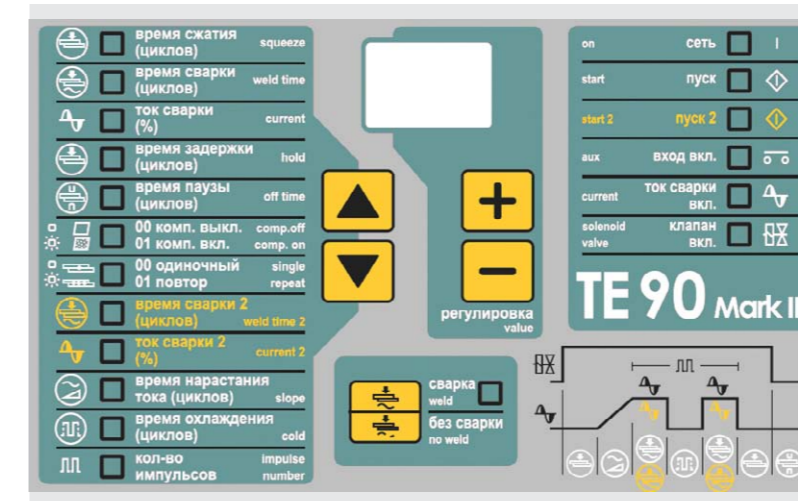 время сжатия
(циклов) squeeze
время сварки
(циклов) weld time
ток сварки
(%) current
время задержки
(циклов) hold
время паузы
(циклов) off time
00 комп. выкл. comp.off
01 комп. вкл. comp. on
00 одиночный single
01 повтор repeat
время сварки 2
(циклов) weld time 2
ток сварки 2
(%) current 2
время нарастания
тока (циклов) slope
время охлаждения
(циклов) cold
кол-во impulse
импульсов number
+
−
регулировка
value
сварка
weld
без сварки
no weld
on сеть I
start пуск
start 2 пуск 2
aux вход вкл.
current ток сварки
вкл.
solenoid клапан
valve вкл.
TE 90 Mark II